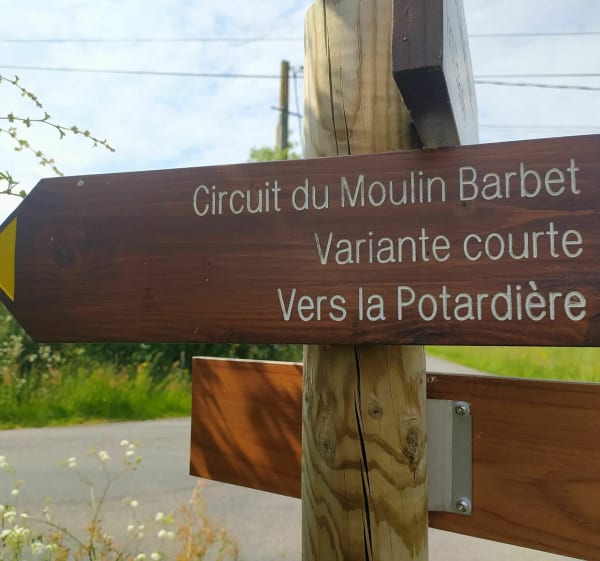 Circuit du Moulin Barbet
Variante courte
Vers la Potardière